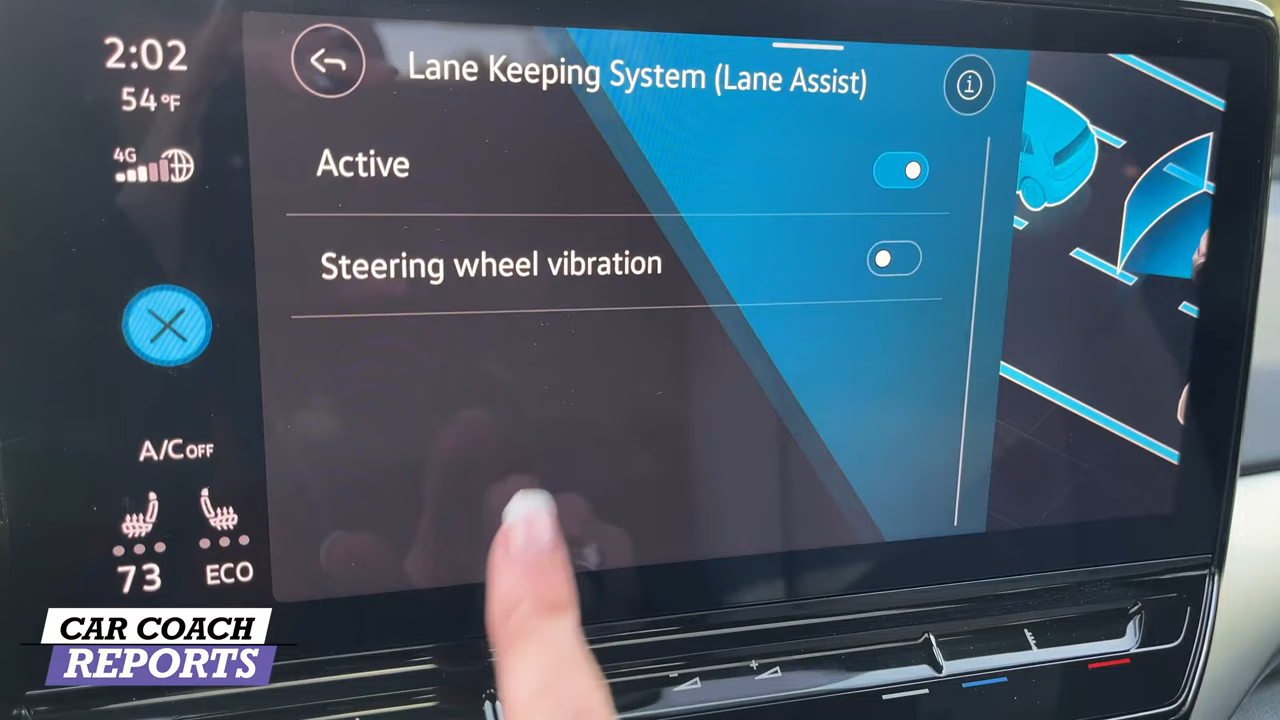 2:02
54°F
4G
Lane Keeping System (Lane Assist)
i
Active
Steering wheel vibration
A/C OFF
73
ECO
CAR COACH
REPORTS
- +